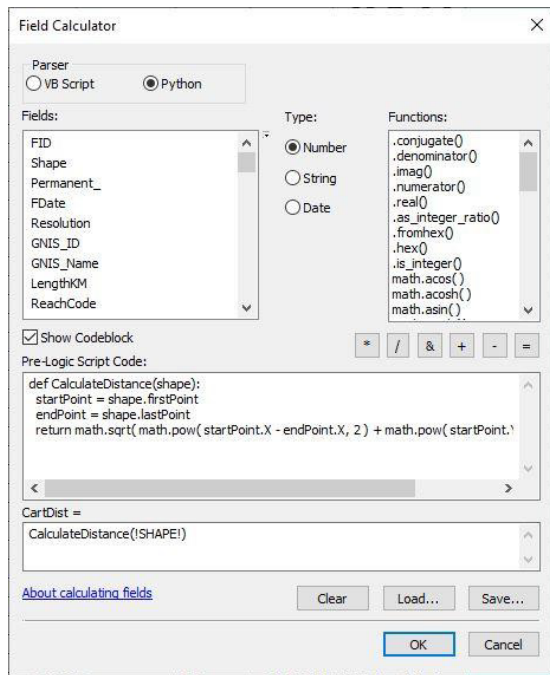 Field Calculator
Parser
VB Script Python
Fields: Type: Functions:
FID
Shape
Permanent_
FDate
Resolution
GNIS_ID
GNIS_Name
LengthKM
ReachCode
Number
String
Date
.conjugate()
.denominator()
.imag()
.numerator()
.real()
.as_integer_ratio()
.fromhex()
.hex()
.is_integer()
math.acos( )
math.acosh( )
math.asin( )
Show Codeblock
* / & + - =
Pre-Logic Script Code:
def CalculateDistance(shape):
startPoint = shape.firstPoint
endPoint = shape.lastPoint
return math.sqrt( math.pow( startPoint.X - endPoint.X, 2 ) + math.pow( startPoint.
CartDist =
CalculateDistance(!SHAPE!)
About calculating fields
Clear Load... Save...
OK Cancel